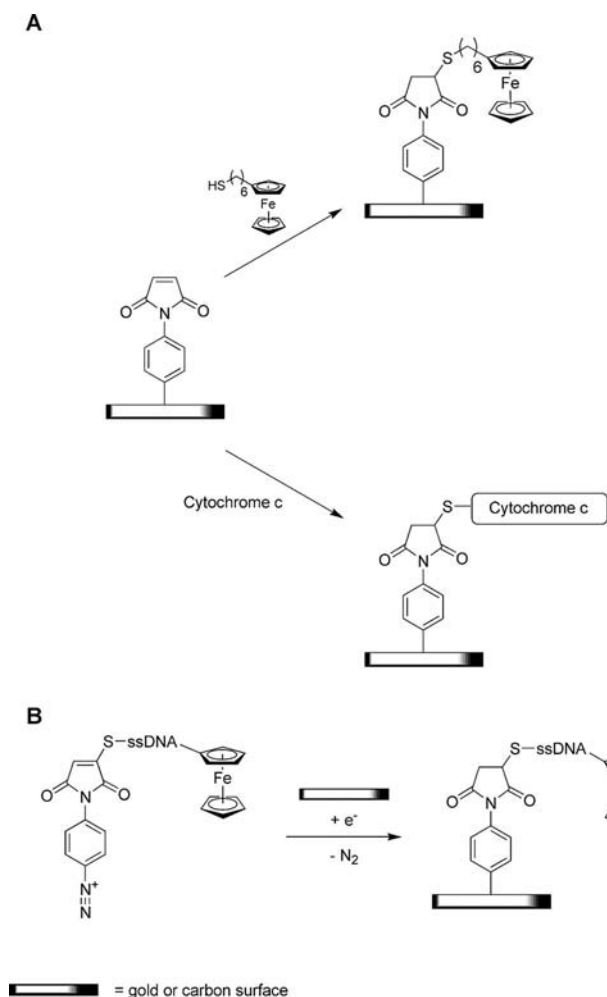 A
S
6
Fe
O
N
O
HS
6
Fe
O
N
O
Cytochrome c
S
Cytochrome c
O
N
O
B
S
ssDNA
S
ssDNA
Fe
O
N
O
O
N
O
+ e-
- N2
N+
N
= gold or carbon surface